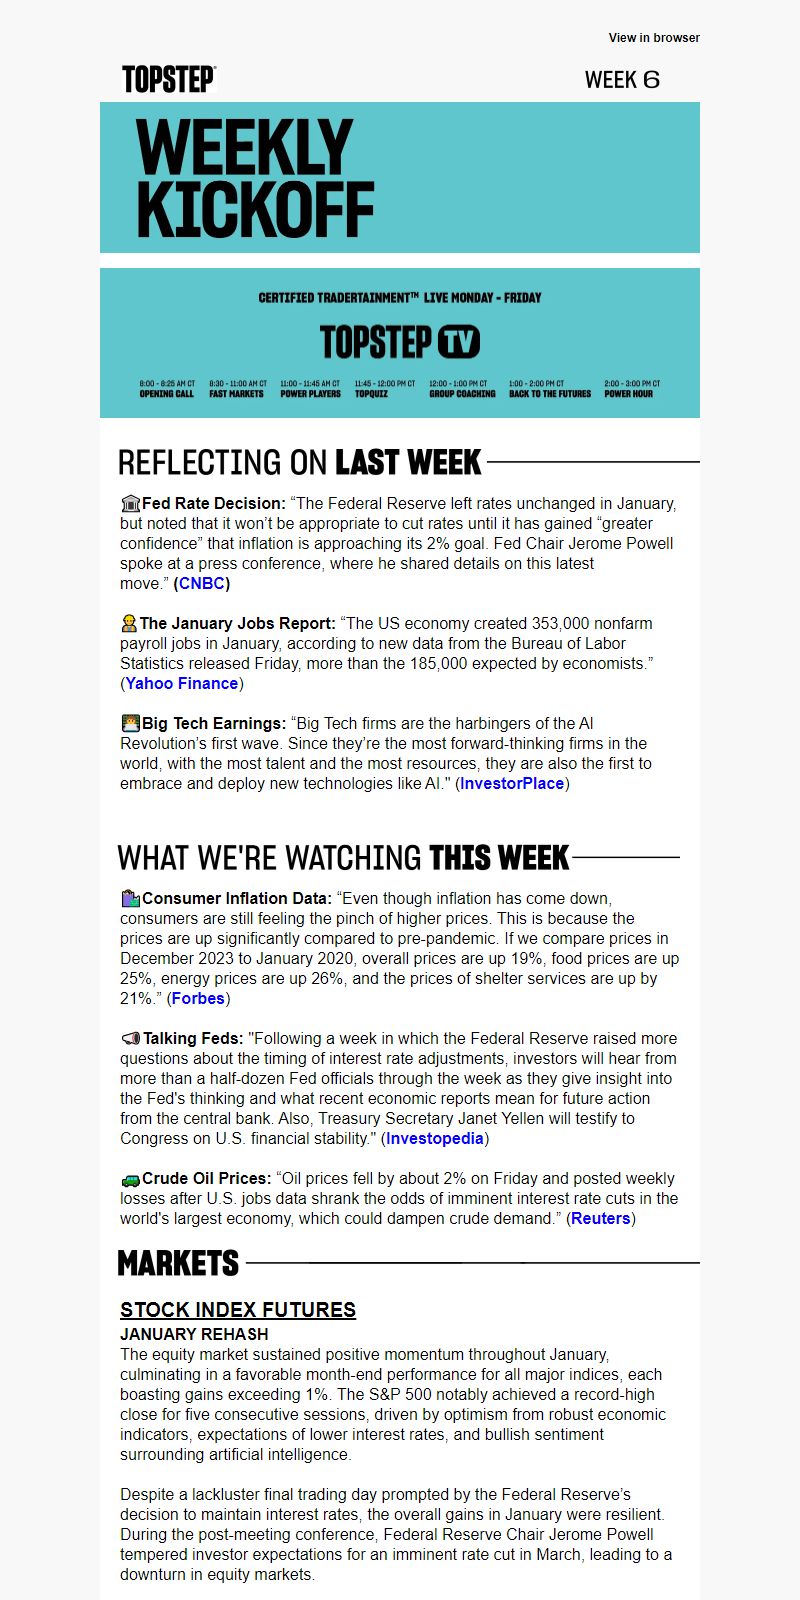 View in browser
TOPSTEP
WEEK 6
WEEKLY
KICKOFF
CERTIFIED TRADERTAINMENT™ LIVE MONDAY - FRIDAY
TOPSTEP TV
8:00 - 8:25 AM CT
OPENING CALL
8:30 - 11:00 AM CT
FAST MARKETS
11:00 - 11:45 AM CT
POWER PLAYERS
11:45 - 12:00 PM CT
TOPQUIZ
12:00 - 1:00 PM CT
GROUP COACHING
1:00 - 2:00 PM CT
BACK TO THE FUTURES
2:00 - 3:00 PM CT
POWER HOUR
REFLECTING ON LAST WEEK
Fed Rate Decision: “The Federal Reserve left rates unchanged in January,
but noted that it won’t be appropriate to cut rates until it has gained “greater
confidence” that inflation is approaching its 2% goal. Fed Chair Jerome Powell
spoke at a press conference, where he shared details on this latest
move.” (CNBC)
The January Jobs Report: “The US economy created 353,000 nonfarm
payroll jobs in January, according to new data from the Bureau of Labor
Statistics released Friday, more than the 185,000 expected by economists.”
(Yahoo Finance)
Big Tech Earnings: “Big Tech firms are the harbingers of the AI
Revolution’s first wave. Since they’re the most forward-thinking firms in the
world, with the most talent and the most resources, they are also the first to
embrace and deploy new technologies like AI." (InvestorPlace)
WHAT WE'RE WATCHING THIS WEEK
Consumer Inflation Data: “Even though inflation has come down,
consumers are still feeling the pinch of higher prices. This is because the
prices are up significantly compared to pre-pandemic. If we compare prices in
December 2023 to January 2020, overall prices are up 19%, food prices are up
25%, energy prices are up 26%, and the prices of shelter services are up by
21%.” (Forbes)
Talking Feds: "Following a week in which the Federal Reserve raised more
questions about the timing of interest rate adjustments, investors will hear from
more than a half-dozen Fed officials through the week as they give insight into
the Fed's thinking and what recent economic reports mean for future action
from the central bank. Also, Treasury Secretary Janet Yellen will testify to
Congress on U.S. financial stability." (Investopedia)
Crude Oil Prices: “Oil prices fell by about 2% on Friday and posted weekly
losses after U.S. jobs data shrank the odds of imminent interest rate cuts in the
world's largest economy, which could dampen crude demand.” (Reuters)
MARKETS
STOCK INDEX FUTURES
JANUARY REHASH
The equity market sustained positive momentum throughout January,
culminating in a favorable month-end performance for all major indices, each
boasting gains exceeding 1%. The S&P 500 notably achieved a record-high
close for five consecutive sessions, driven by optimism from robust economic
indicators, expectations of lower interest rates, and bullish sentiment
surrounding artificial intelligence.
Despite a lackluster final trading day prompted by the Federal Reserve’s
decision to maintain interest rates, the overall gains in January were resilient.
During the post-meeting conference, Federal Reserve Chair Jerome Powell
tempered investor expectations for an imminent rate cut in March, leading to a
downturn in equity markets.